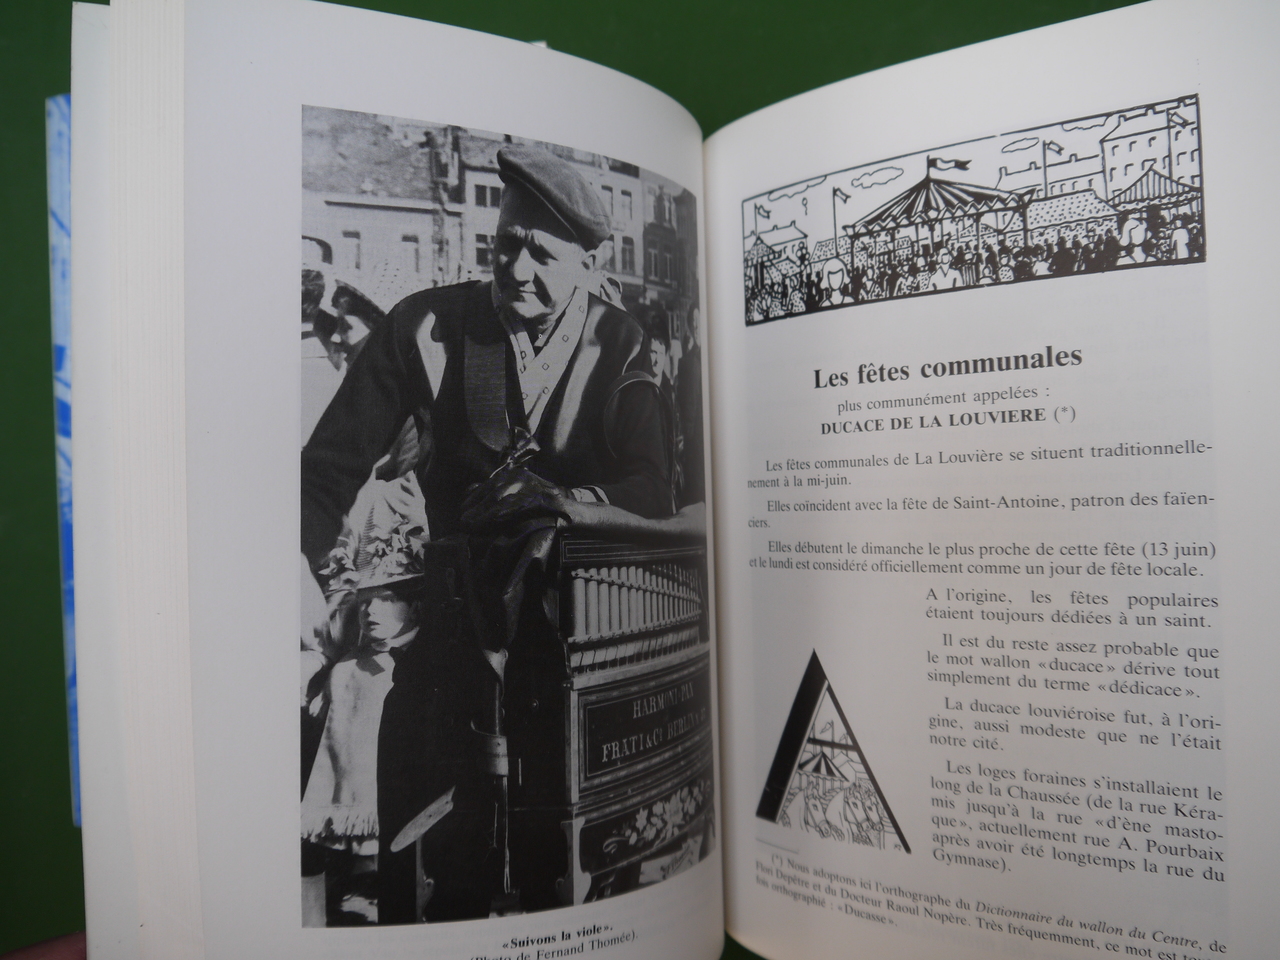 HARMONI-PAN
FRATI & Cº BERLIN
«Suivons la viole».
(Photo de Fernand Thomée).
Les fêtes communales
plus communément appelées :
DUCACE DE LA LOUVIERE (*)
Les fêtes communales de La Louvière se situent traditionnelle-
nement à la mi-juin.
Elles coïncident avec la fête de Saint-Antoine, patron des faïen-
ciers.
Elles débutent le dimanche le plus proche de cette fête (13 juin)
et le lundi est considéré officiellement comme un jour de fête locale.
A l'origine, les fêtes populaires
étaient toujours dédiées à un saint.
Il est du reste assez probable que
le mot wallon «ducace» dérive tout
simplement du terme «dédicace».
La ducace louviéroise fut, à l'ori-
gine, aussi modeste que ne l'était
notre cité.
Les loges foraines s'installaient le
long de la Chaussée (de la rue Kéra-
mis jusqu'à la rue «d'ène masto-
que», actuellement rue A. Pourbaix
après avoir été longtemps la rue du
Gymnase).
(*) Nous adoptons ici l'orthographe du Dictionnaire du wallon du Centre, de
Flori Deprêtre et du Docteur Raoul Nopère. Très fréquemment, ce mot est
fois orthographié : «Ducasse».